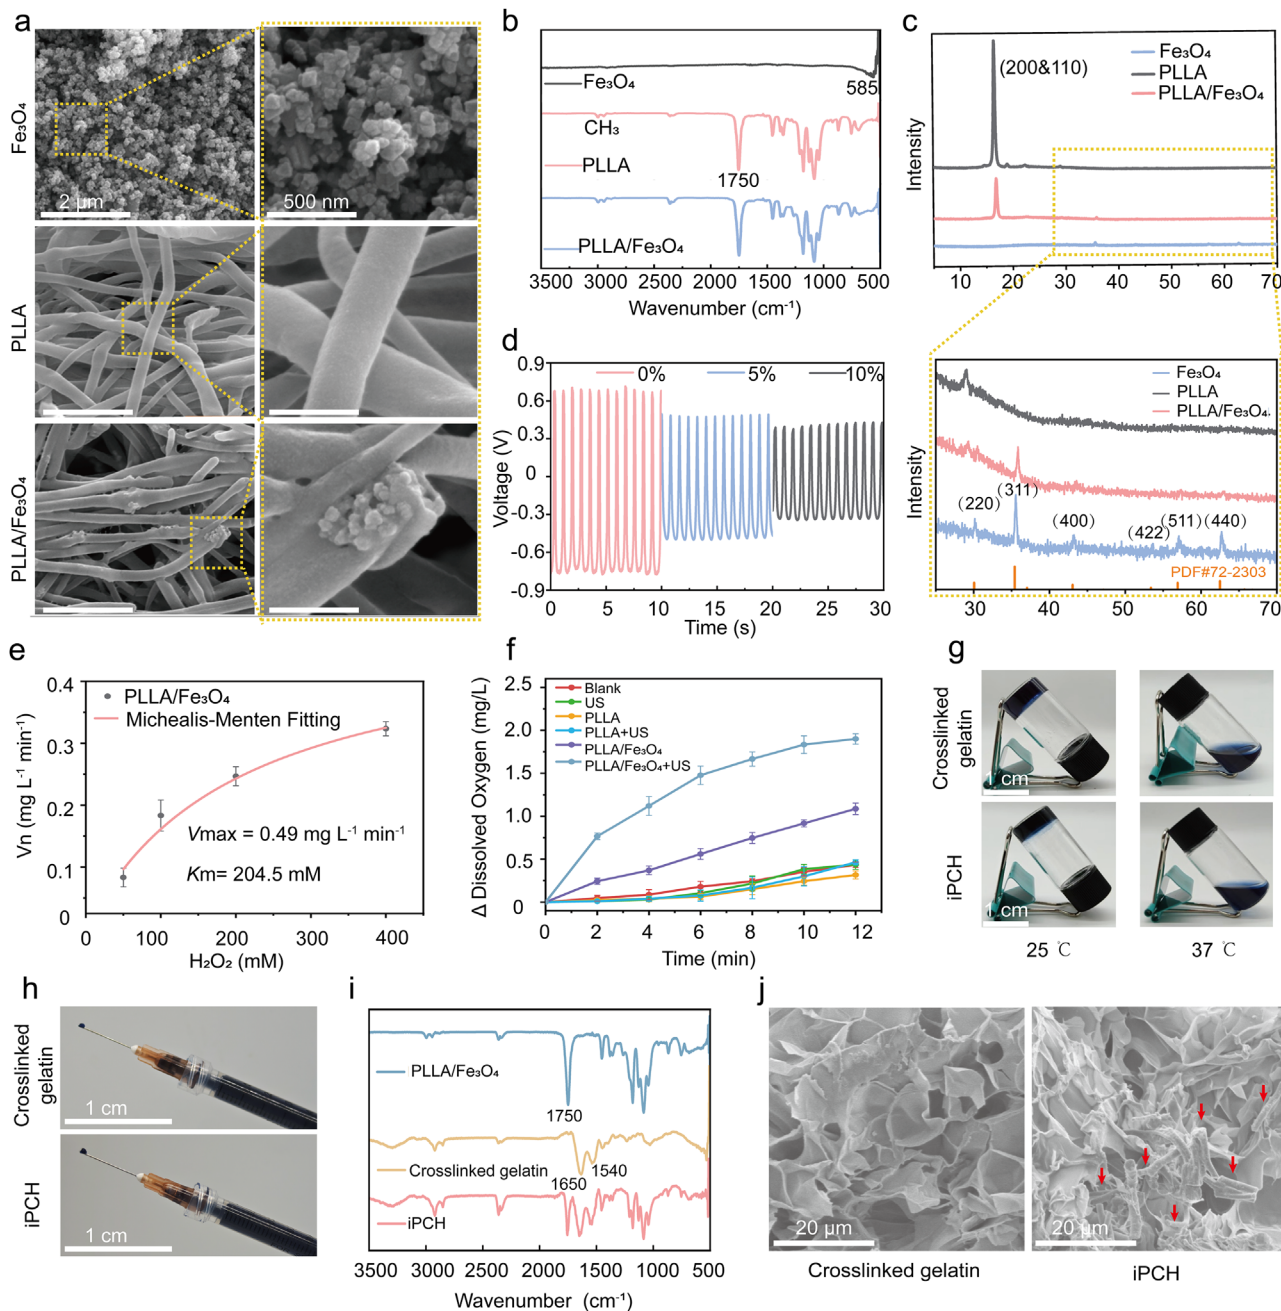 a
Fe₃O₄
2 μm
500 nm
PLLA
PLLA/Fe₃O₄
b
Fe₃O₄
585
CH₃
PLLA
1750
PLLA/Fe₃O₄
3500 3000 2500 2000 1500 1000 500
Wavenumber (cm⁻¹)
c
Intensity
(200&110)
Fe₃O₄
PLLA
PLLA/Fe₃O₄
10 20 30 40 50 60 70
Intensity
Fe₃O₄
PLLA
PLLA/Fe₃O₄
(220)
(311)
(400)
(422)
(511)
(440)
PDF#72-2303
30 40 50 60 70
d
Voltage (V)
0.9
0.6
0.3
0
-0.3
-0.6
-0.9
0% 5% 10%
0 5 10 15 20 25 30
Time (s)
e
Vn (mg L⁻¹ min⁻¹)
0.4
0.3
0.2
0.1
0
PLLA/Fe₃O₄
Michealis-Menten Fitting
Vmax = 0.49 mg L⁻¹ min⁻¹
Km= 204.5 mM
0 100 200 300 400
H₂O₂ (mM)
f
Δ Dissolved Oxygen (mg/L)
2.5
2.0
1.5
1.0
0.5
0
Blank
US
PLLA
PLLA+US
PLLA/Fe₃O₄
PLLA/Fe₃O₄+US
0 2 4 6 8 10 12
Time (min)
g
Crosslinked
gelatin
1 cm
iPCH
1 cm
25 ℃
37 ℃
h
Crosslinked
gelatin
1 cm
iPCH
1 cm
i
PLLA/Fe₃O₄
1750
Crosslinked gelatin
1540
1650
iPCH
3500 3000 2500 2000 1500 1000 500
Wavenumber (cm⁻¹)
j
20 μm
20 μm
Crosslinked gelatin
iPCH